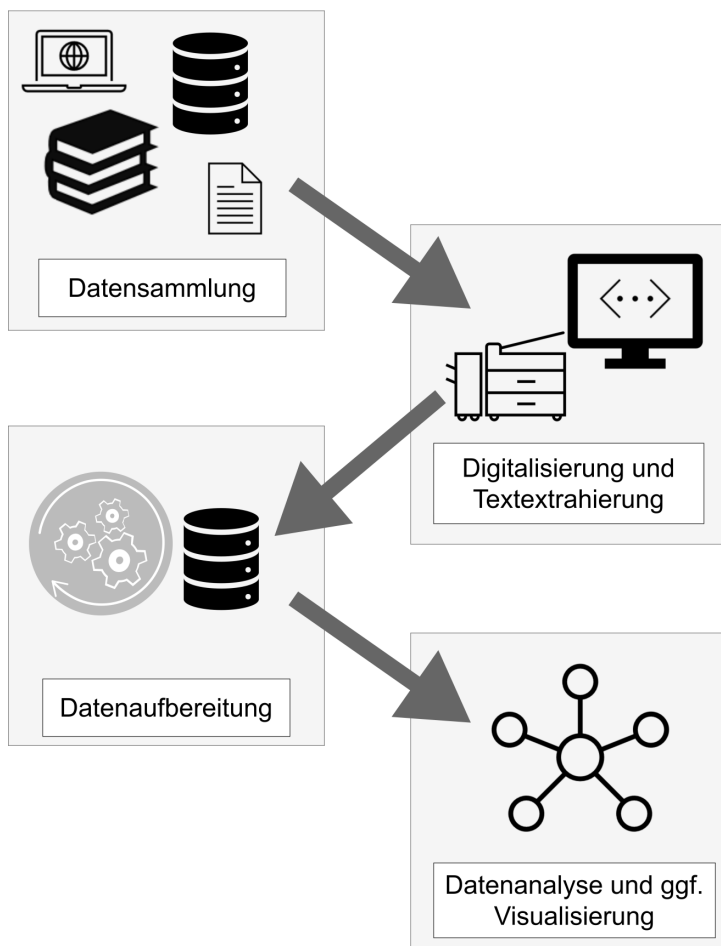 Datensammlung
Digitalisierung und
Textextrahierung
Datenaufbereitung
Datenanalyse und ggf.
Visualisierung